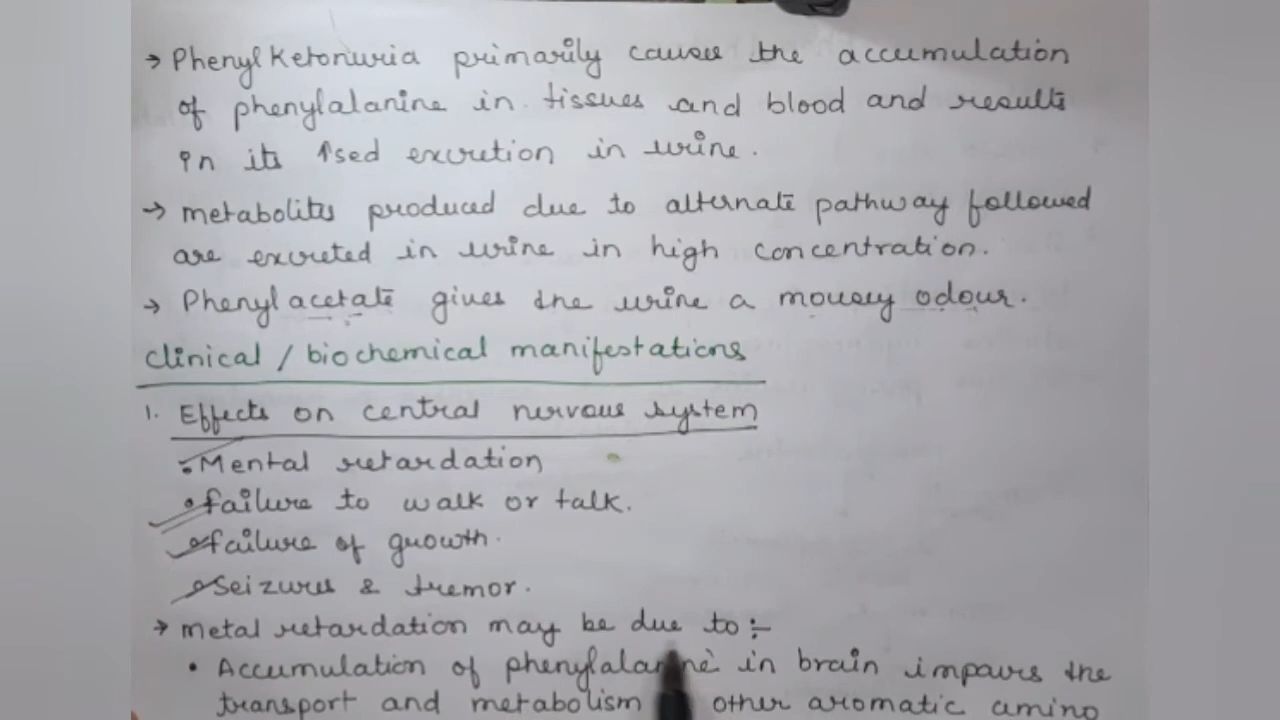 → Phenylketonuria primarily causes the accumulation
of phenylalanine in tissues and blood and results
in its ↑sed excretion in urine.
→ metabolites produced due to alternate pathway followed
are excreted in urine in high concentration.
→ Phenylacetate gives the urine a mousy odour.
clinical / biochemical manifestations
1. Effects on central nervous system
• Mental retardation
• failure to walk or talk.
• failure of growth.
• seizures & tremor.
→ metal retardation may be due to :-
• Accumulation of phenylalanine in brain impairs the
transport and metabolism other aromatic amino